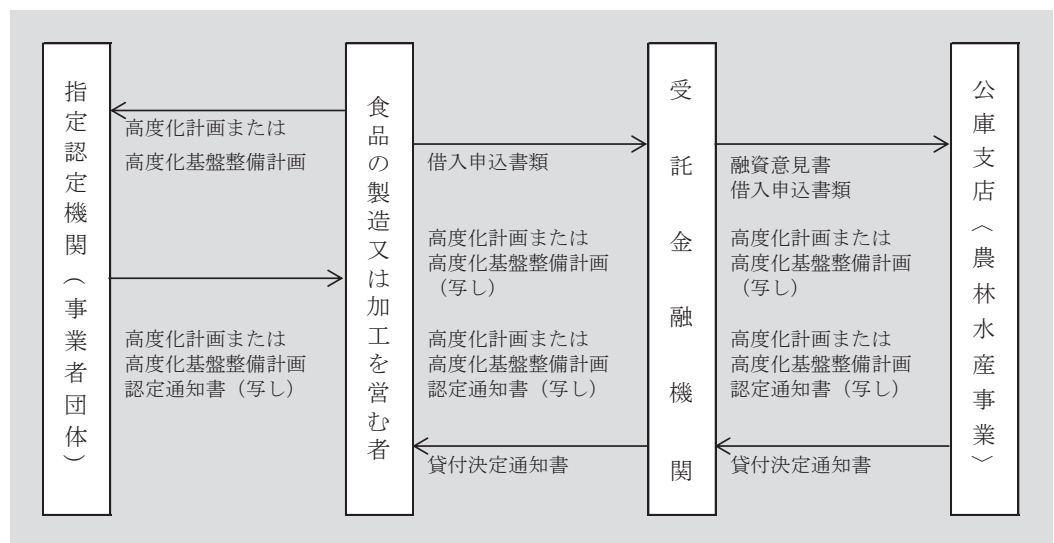 指定認定機関（事業者団体）
高度化計画または
高度化基盤整備計画
高度化計画または
高度化基盤整備計画
認定通知書（写し）
食品の製造又は加工を営む者
借入申込書類
高度化計画または
高度化基盤整備計画
（写し）
高度化計画または
高度化基盤整備計画
認定通知書（写し）
貸付決定通知書
受託金融機関
融資意見書
借入申込書類
高度化計画または
高度化基盤整備計画
（写し）
高度化計画または
高度化基盤整備計画
認定通知書（写し）
貸付決定通知書
公庫支店〈農林水産事業〉